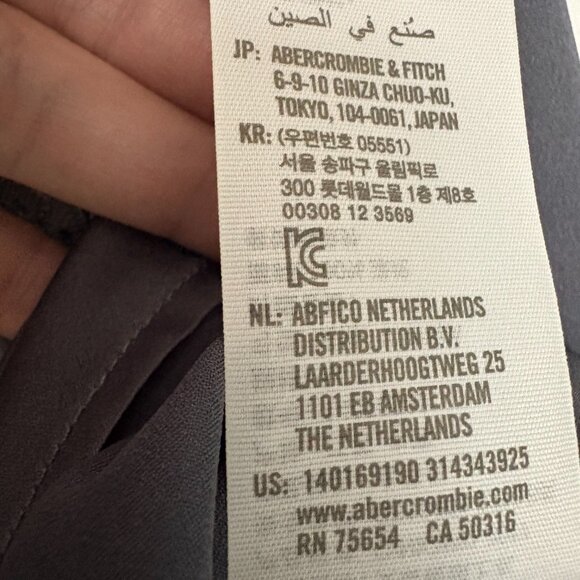 صُنع في الصين
JP: ABERCROMBIE & FITCH
6-9-10 GINZA CHUO-KU,
TOKYO, 104-0061, JAPAN
KR: (우편번호 05551)
서울 송파구 올림픽로
300 롯데월드몰 1층 제8호
00308 12 3569
KC
NL: ABFICO NETHERLANDS
DISTRIBUTION B.V.
LAARDERHOOGTWEG 25
1101 EB AMSTERDAM
THE NETHERLANDS
US: 140169190 314343925
www.abercrombie.com
RN 75654 CA 50316